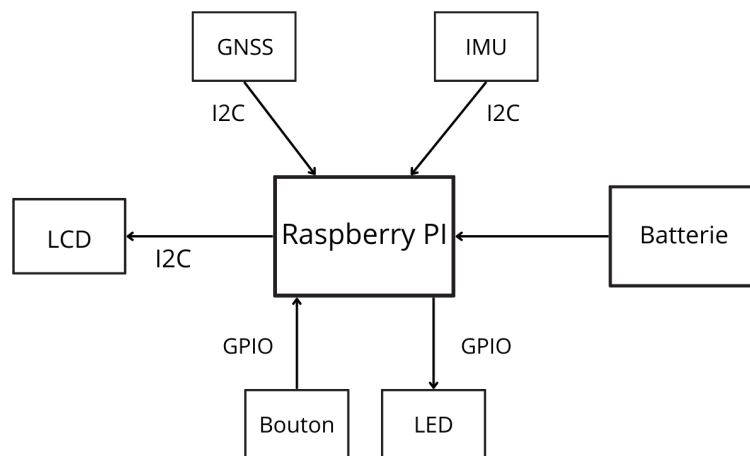 GNSS
IMU
I2C
I2C
LCD
Raspberry PI
Batterie
I2C
GPIO
GPIO
Bouton
LED